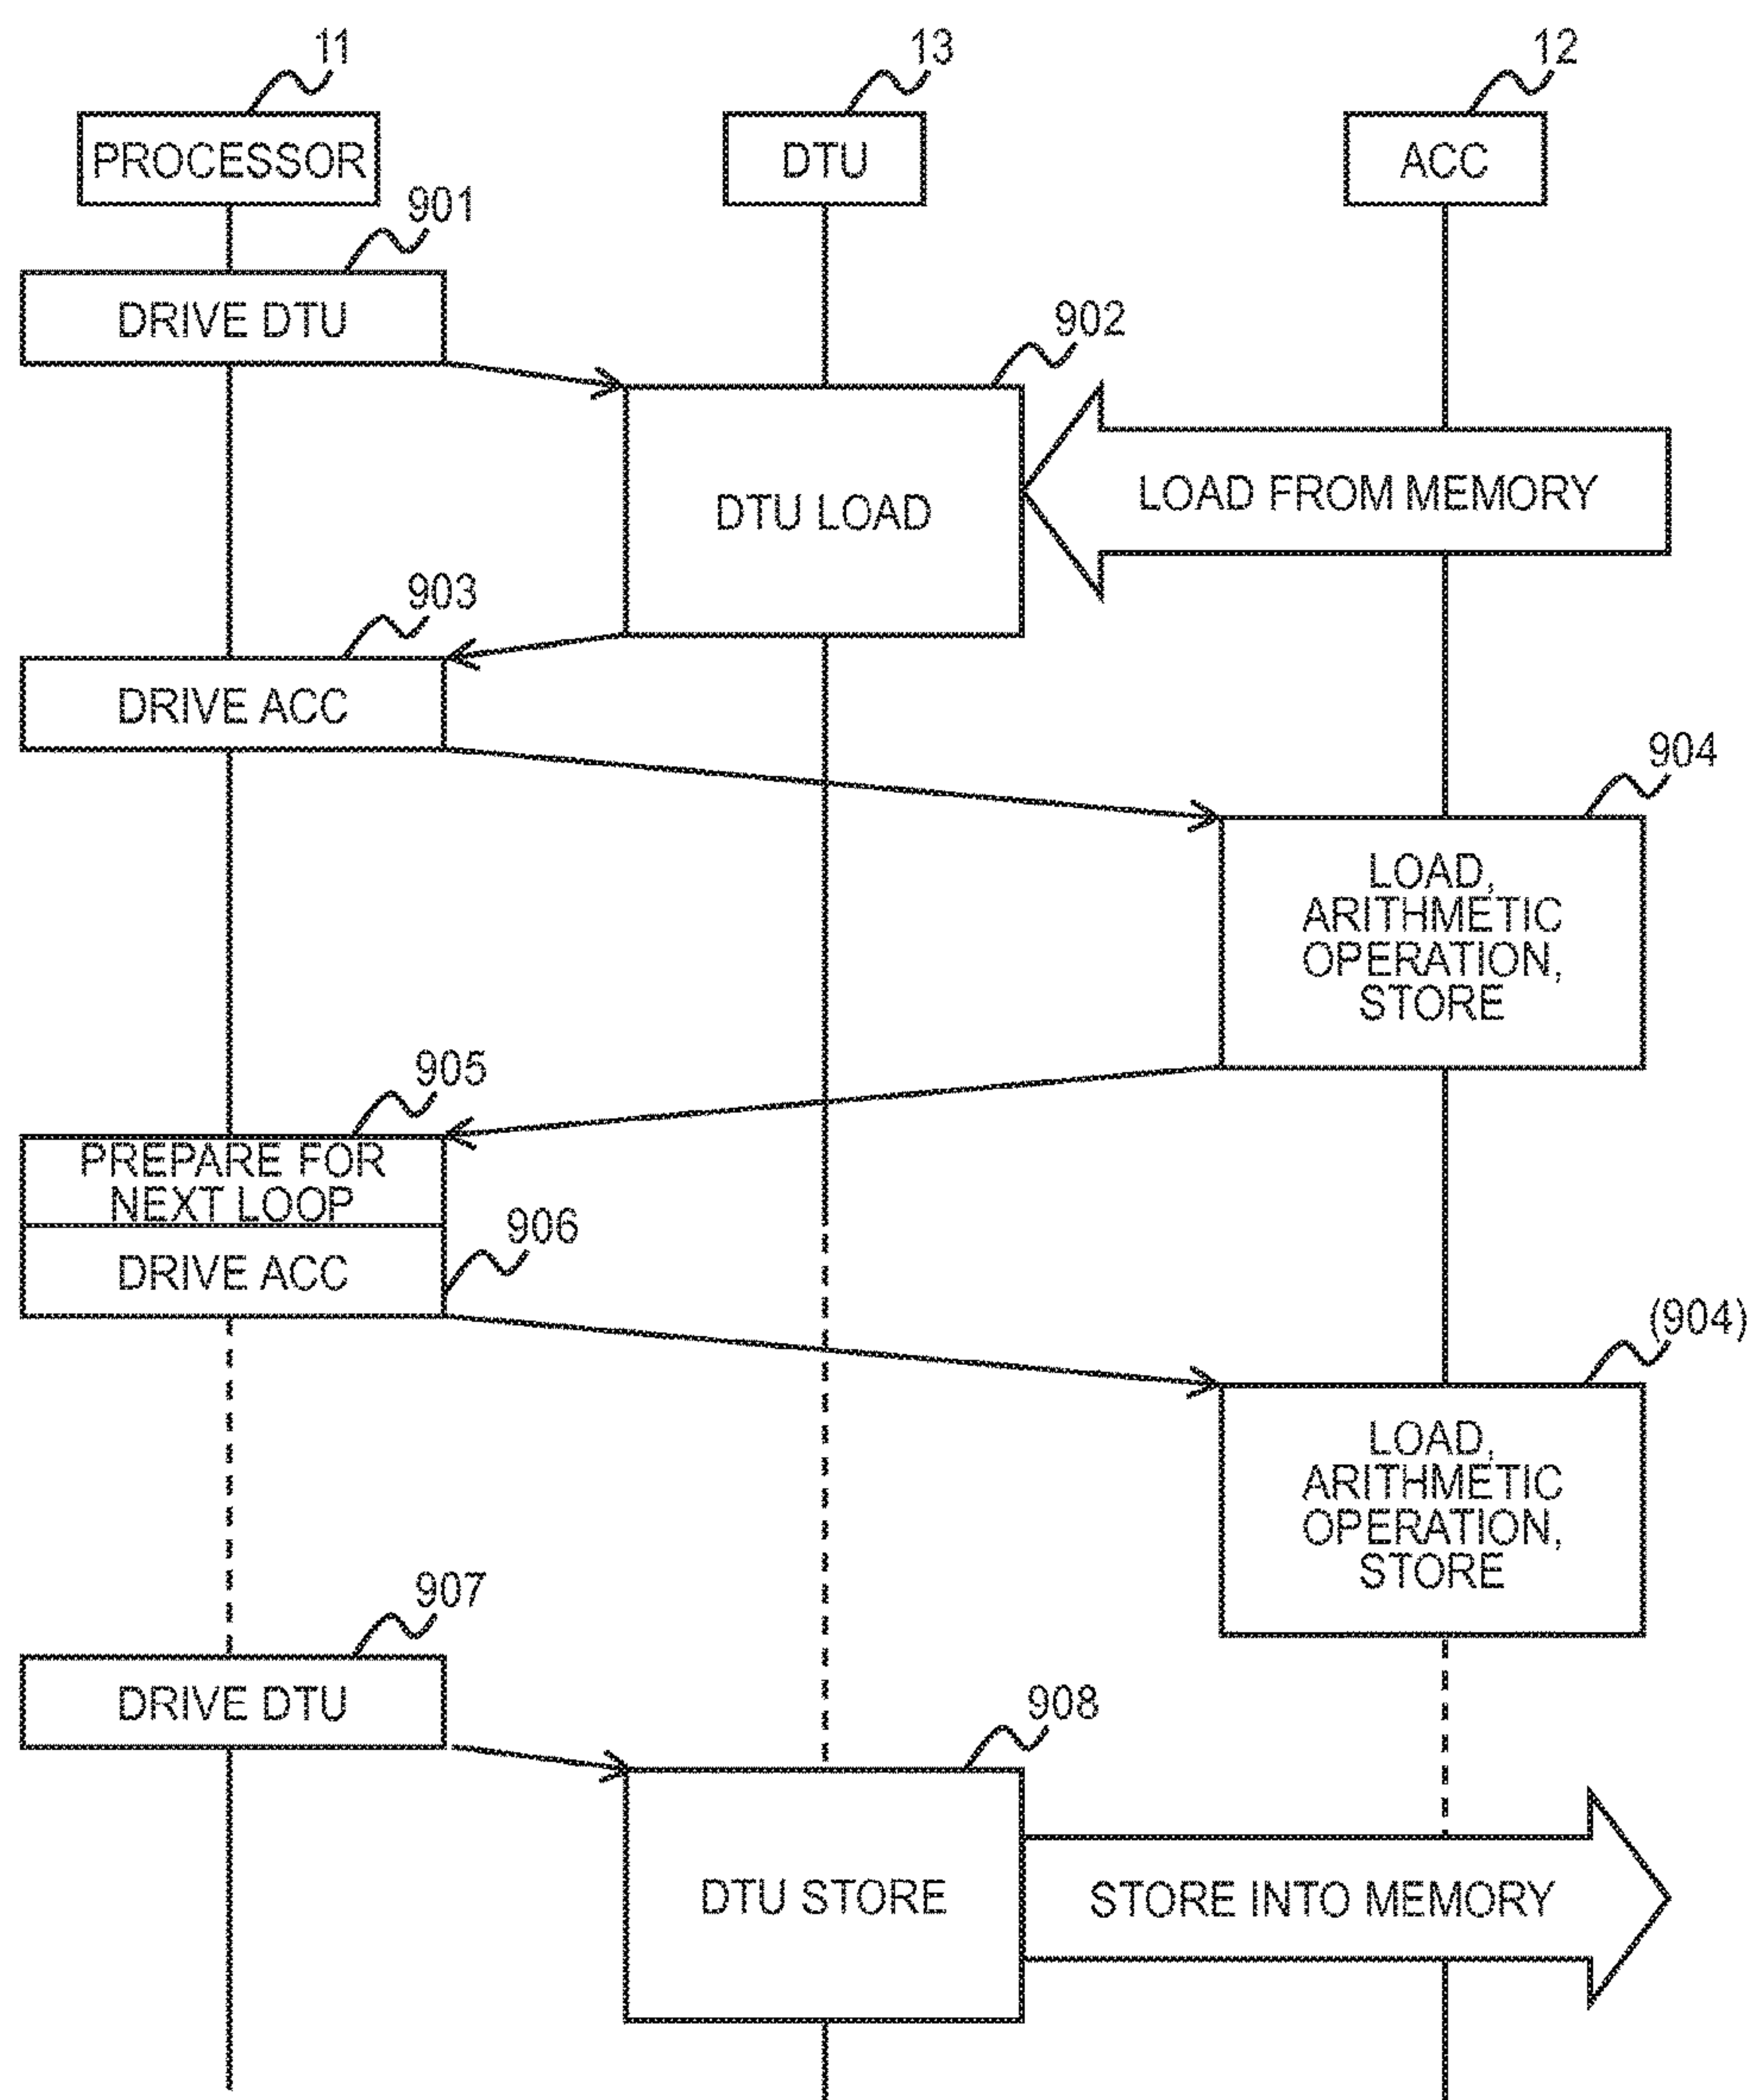 11
13
12
PROCESSOR
DTU
ACC
901
DRIVE DTU
902
DTU LOAD
LOAD FROM MEMORY
903
DRIVE ACC
904
LOAD,
ARITHMETIC
OPERATION,
STORE
905
PREPARE FOR
NEXT LOOP
906
DRIVE ACC
(904)
LOAD,
ARITHMETIC
OPERATION,
STORE
907
DRIVE DTU
908
DTU STORE
STORE INTO MEMORY